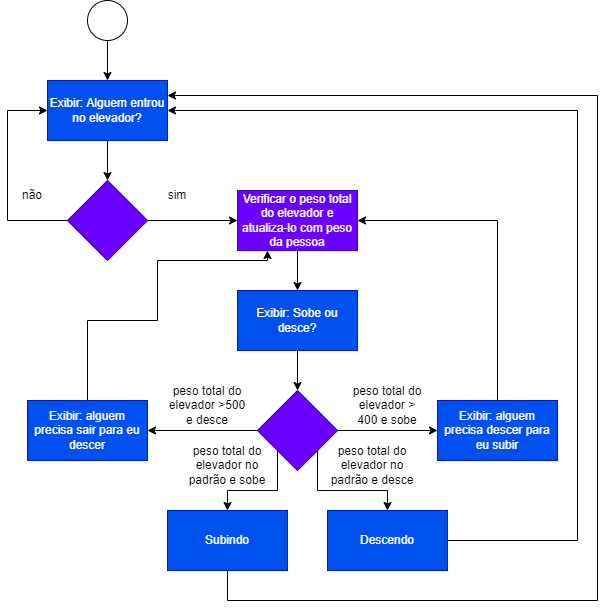 Exibir: Alguem entrou
no elevador?
não
sim
Verificar o peso total
do elevador e
atualiza-lo com peso
da pessoa
Exibir: Sobe ou
desce?
peso total do
elevador >500
e desce
peso total do
elevador >
400 e sobe
Exibir: alguem
precisa sair para eu
descer
Exibir: alguem
precisa descer para
eu subir
peso total do
elevador no
padrão e sobe
peso total do
elevador no
padrão e desce
Subindo
Descendo